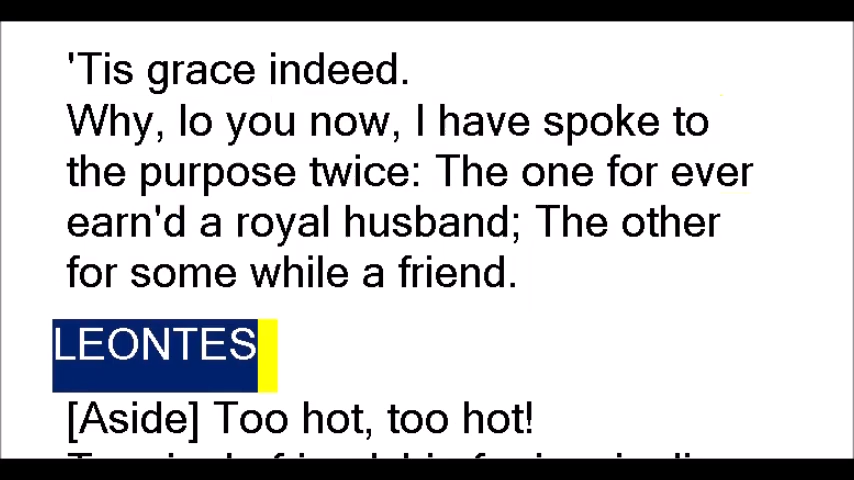 'Tis grace indeed.
Why, lo you now, I have spoke to
the purpose twice: The one for ever
earn'd a royal husband; The other
for some while a friend.
LEONTES
[Aside] Too hot, too hot!